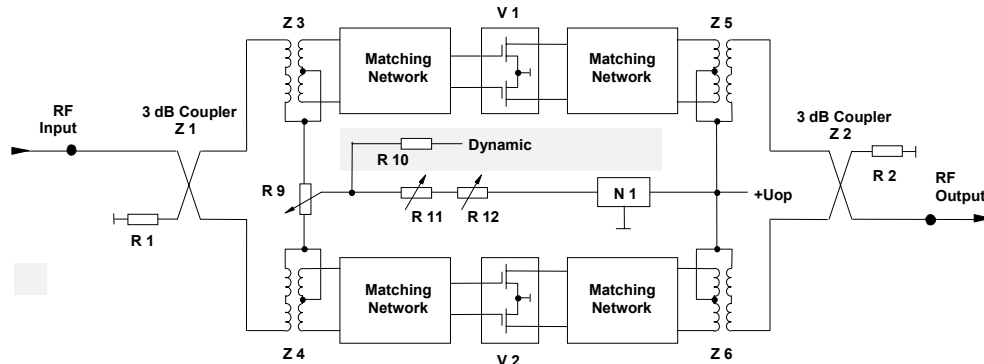 V 1
Z 3
Z 5
Matching
Network
Matching
Network
3 dB Coupler
Z 1
RF
Input
3 dB Coupler
Z 2
R 10
Dynamic
R 9
R 11
R 12
N 1
+Uop
R 2
RF
Output
R 1
Matching
Network
Matching
Network
Z 4
V 2
Z 6